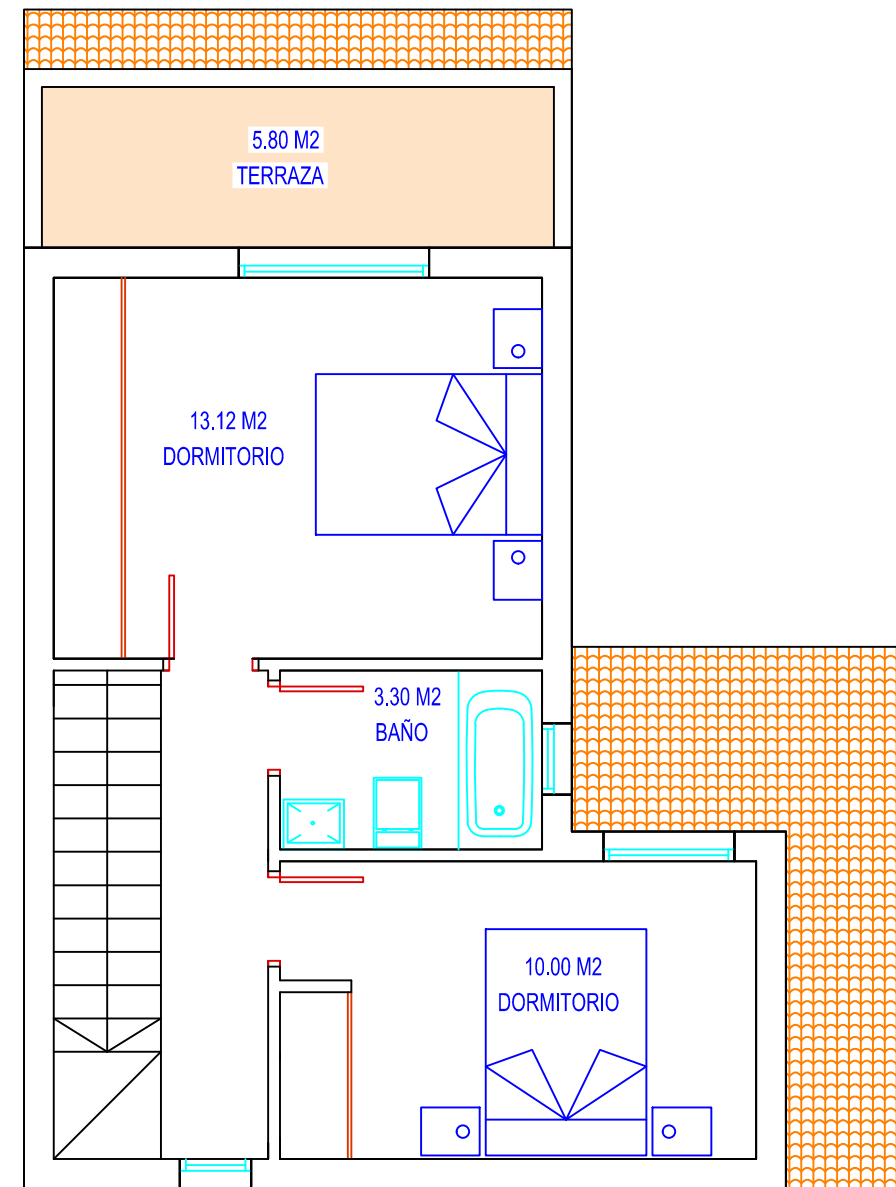 5.80 M2
TERRAZA
13.12 M2
DORMITORIO
3.30 M2
BAÑO
10.00 M2
DORMITORIO